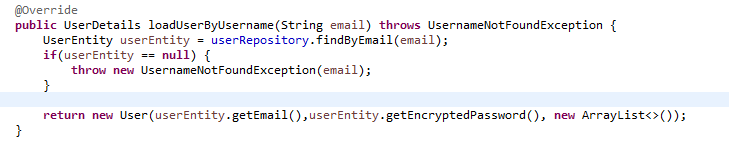 @Override
public UserDetails loadUserByUsername(String email) throws UsernameNotFoundException {
UserEntity userEntity = userRepository.findByEmail(email);
if(userEntity == null) {
throw new UsernameNotFoundException(email);
}
return new User(userEntity.getEmail(),userEntity.getEncryptedPassword(), new ArrayList<>());
}